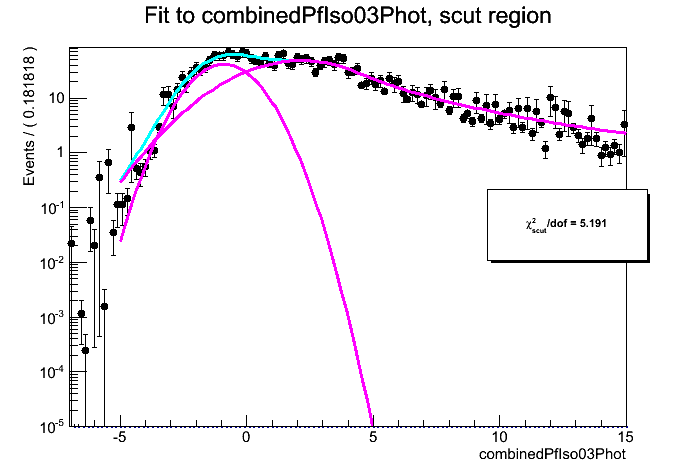 Fit to combinedPfIso03Phot, scut region
Events / ( 0.181818 )
10
1
10^-1
10^-2
10^-3
10^-4
10^-5
χ²scut/dof = 5.191
-5 0 5 10 15
combinedPfIso03Phot